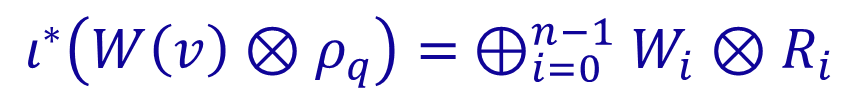 𝜄*(𝑊(𝑣) ⊗ 𝜌_𝑞) = ⊕_{𝑖=0}^{𝑛−1} 𝑊_𝑖 ⊗ 𝑅_𝑖